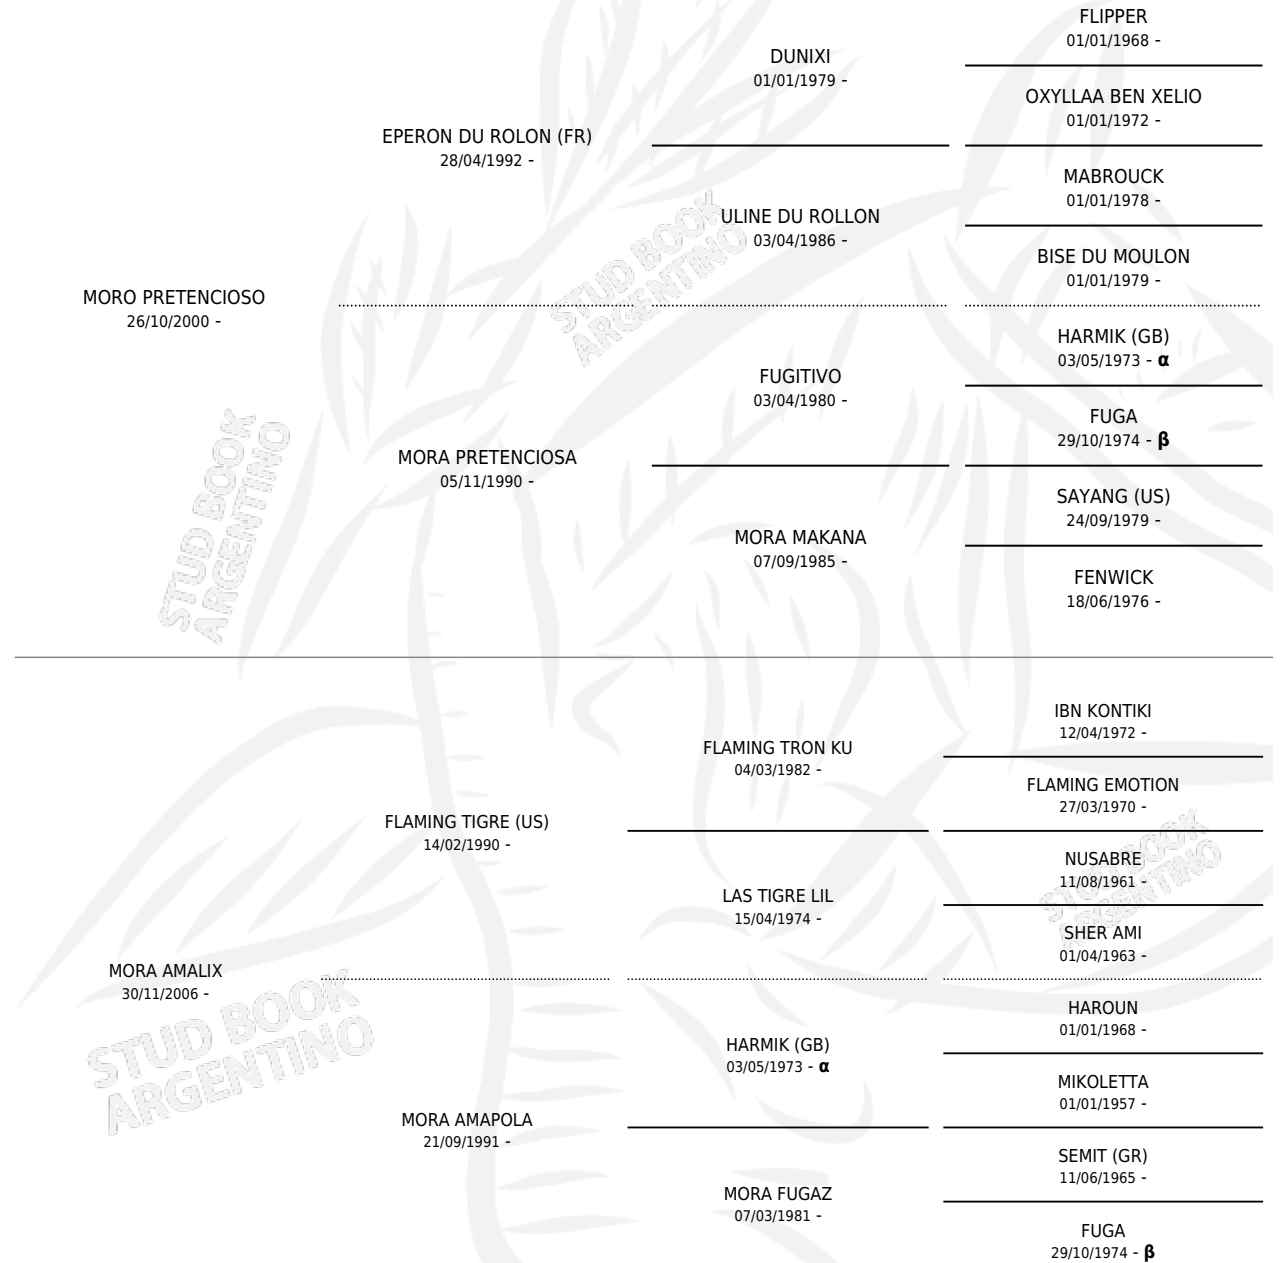 FLIPPER
01/01/1968 -
DUNIXI
01/01/1979 -
OXYLLAA BEN XELIO
01/01/1972 -
EPERON DU ROLON (FR)
28/04/1992 -
MABROUCK
01/01/1978 -
ULINE DU ROLLON
03/04/1986 -
BISE DU MOULON
01/01/1979 -
MORO PRETENCIOSO
26/10/2000 -
HARMIK (GB)
03/05/1973 - α
FUGITIVO
03/04/1980 -
FUGA
29/10/1974 - β
MORA PRETENCIOSA
05/11/1990 -
SAYANG (US)
24/09/1979 -
MORA MAKANA
07/09/1985 -
FENWICK
18/06/1976 -
IBN KONTIKI
12/04/1972 -
FLAMING TRON KU
04/03/1982 -
FLAMING EMOTION
27/03/1970 -
FLAMING TIGRE (US)
14/02/1990 -
NUSABRE
11/08/1961 -
LAS TIGRE LIL
15/04/1974 -
SHER AMI
01/04/1963 -
MORA AMALIX
30/11/2006 -
HAROUN
01/01/1968 -
HARMIK (GB)
03/05/1973 - α
MIKOLETTA
01/01/1957 -
MORA AMAPOLA
21/09/1991 -
SEMIT (GR)
11/06/1965 -
MORA FUGAZ
07/03/1981 -
FUGA
29/10/1974 - β
STUD BOOK
ARGENTINO
STUD BOOK
ARGENTINO
STUD BOOK
ARGENTINO
STUD BOOK
ARGENTINO